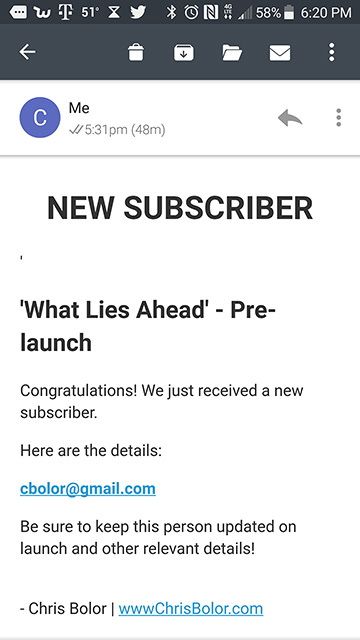 51° 4G LTE 58% 6:20 PM
C
Me
5:31pm (48m)
NEW SUBSCRIBER
'
'What Lies Ahead' - Pre-
launch
Congratulations! We just received a new
subscriber.
Here are the details:
cbolor@gmail.com
Be sure to keep this person updated on
launch and other relevant details!
- Chris Bolor | wwwChrisBolor.com